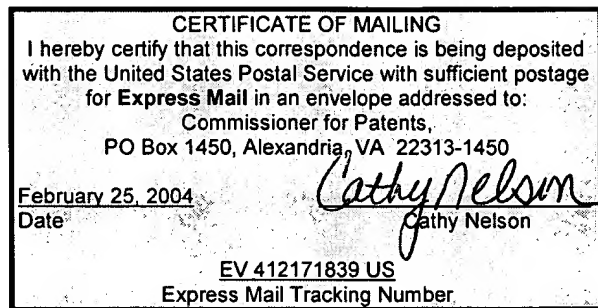 CERTIFICATE OF MAILING
I hereby certify that this correspondence is being deposited
with the United States Postal Service with sufficient postage
for Express Mail in an envelope addressed to:
Commissioner for Patents,
PO Box 1450, Alexandria, VA 22313-1450
February 25, 2004 Cathy Nelson
Date Cathy Nelson
EV 412171839 US
Express Mail Tracking Number